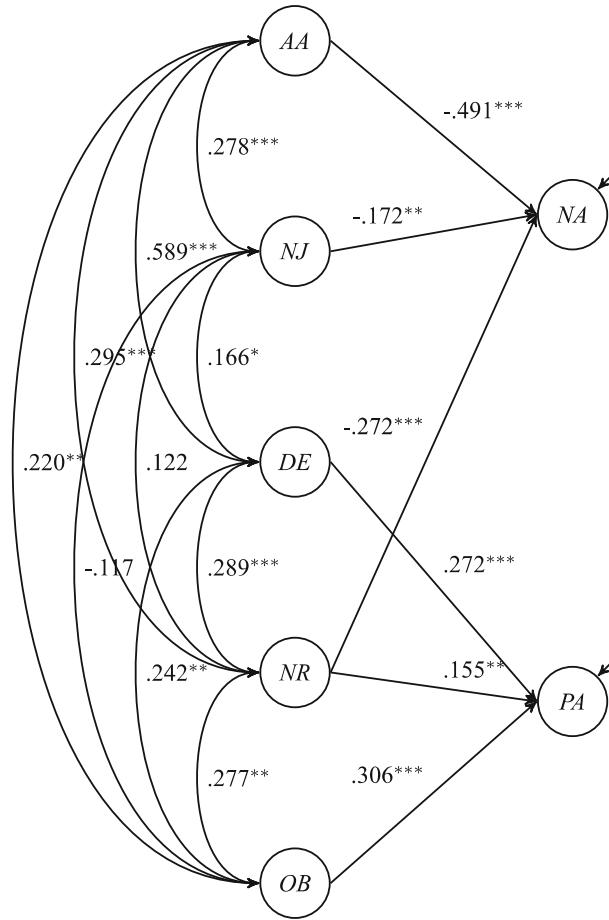 AA
-.491***
.278***
NA
-.172**
.589***
NJ
.295***
.166*
-.272***
.220**
.122
DE
-.117
.289***
.272***
.242**
NR
.155**
PA
.277**
.306***
OB